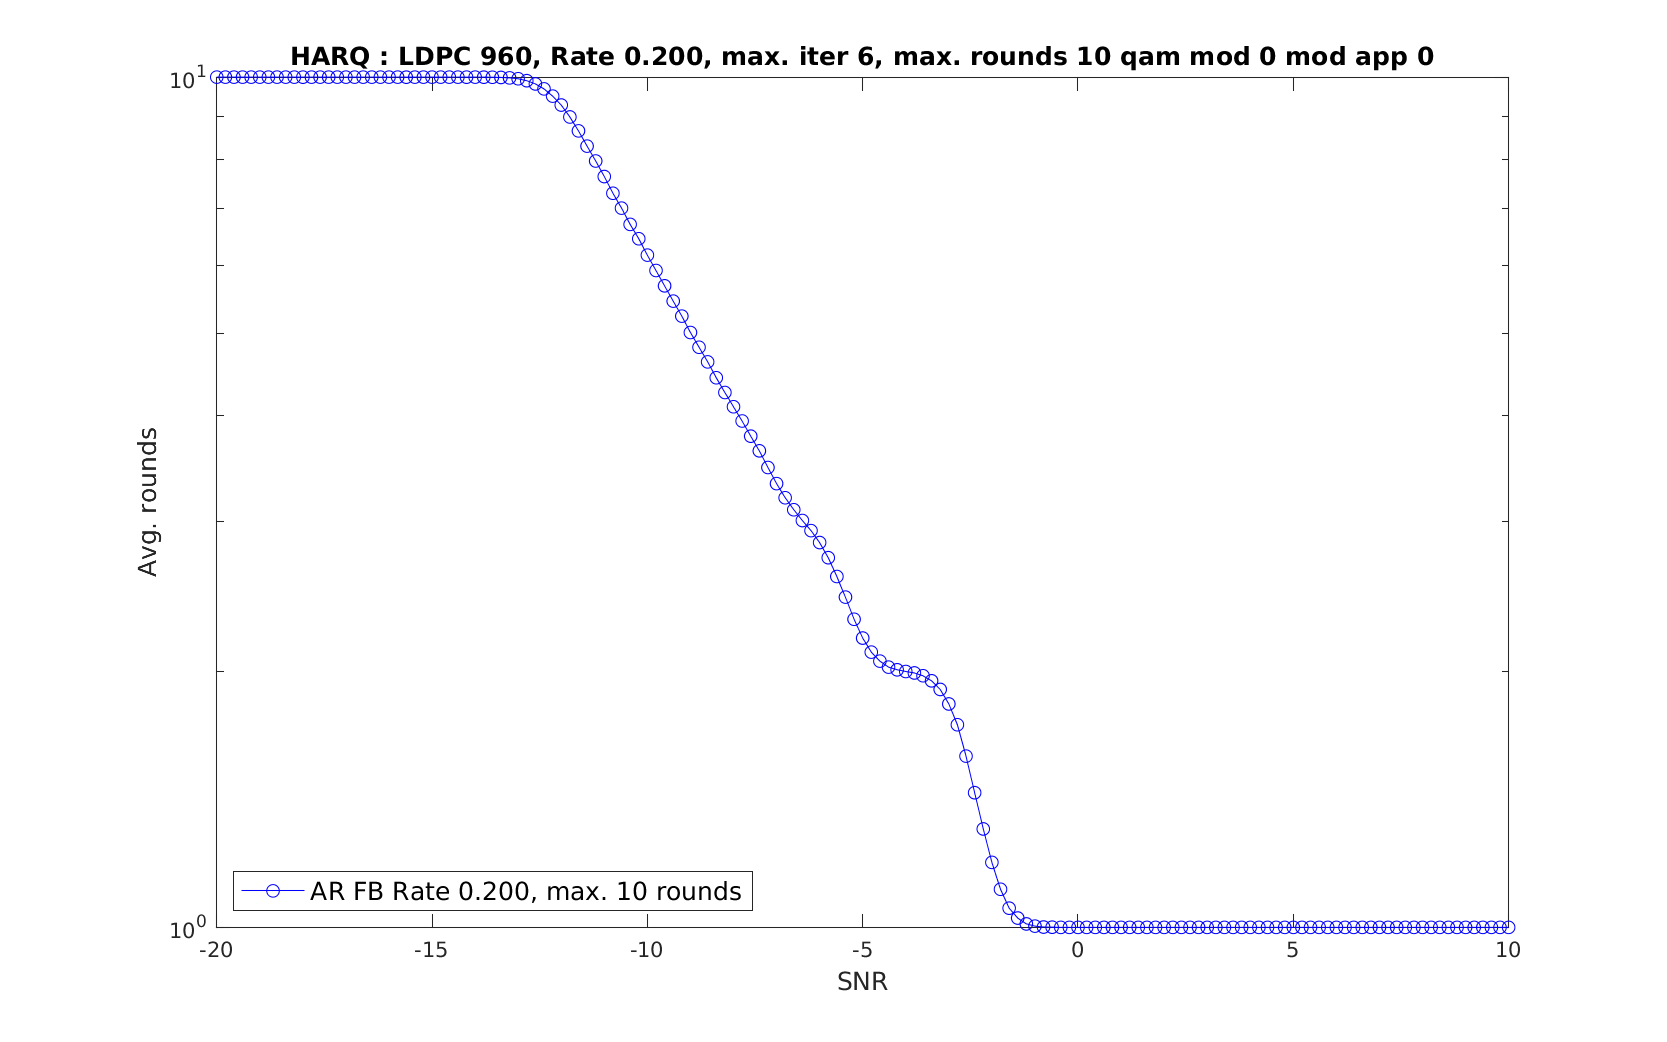 HARQ : LDPC 960, Rate 0.200, max. iter 6, max. rounds 10 qam mod 0 mod app 0
10^1
Avg. rounds
AR FB Rate 0.200, max. 10 rounds
10^0
-20 -15 -10 -5 0 5 10
SNR